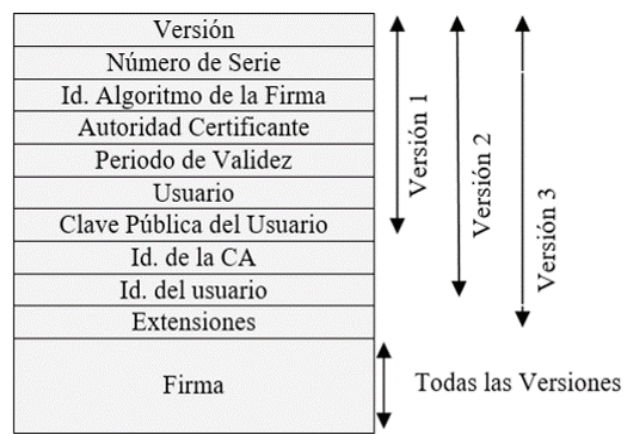 Versión
Número de Serie
Id. Algoritmo de la Firma
Autoridad Certificante
Periodo de Validez
Usuario
Clave Pública del Usuario
Id. de la CA
Id. del usuario
Extensiones
Firma
Versión 1
Versión 2
Versión 3
Todas las Versiones